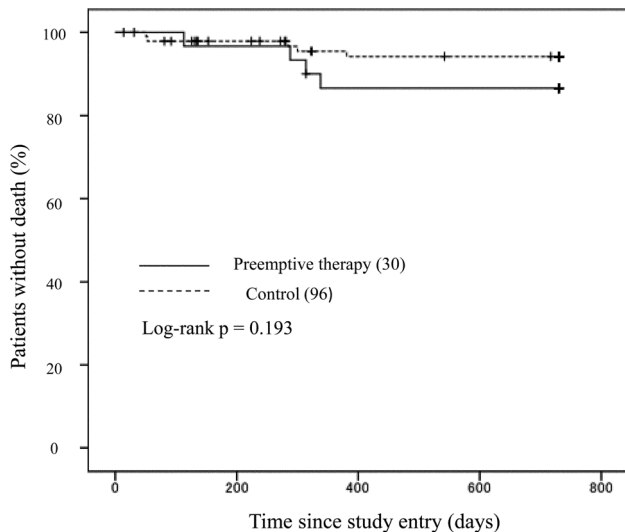 Patients without death (%)
100
80
60
40
20
0
Preemptive therapy (30)
Control (96)
Log-rank p = 0.193
0 200 400 600 800
Time since study entry (days)